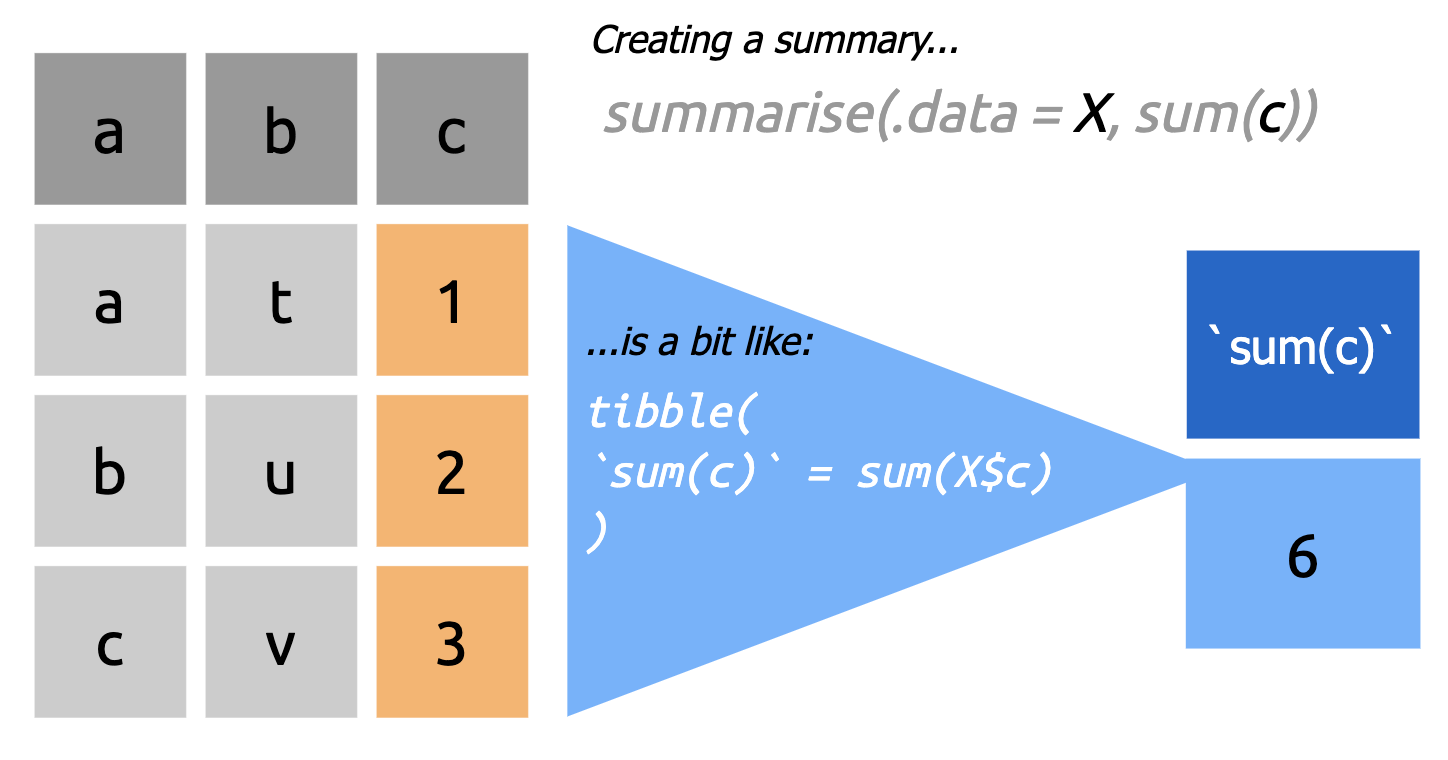 Creating a summary...
summarise(.data = X, sum(c))
a b c
a t 1
b u 2
c v 3
...is a bit like:
tibble(
`sum(c)` = sum(X$c)
)
`sum(c)`
6